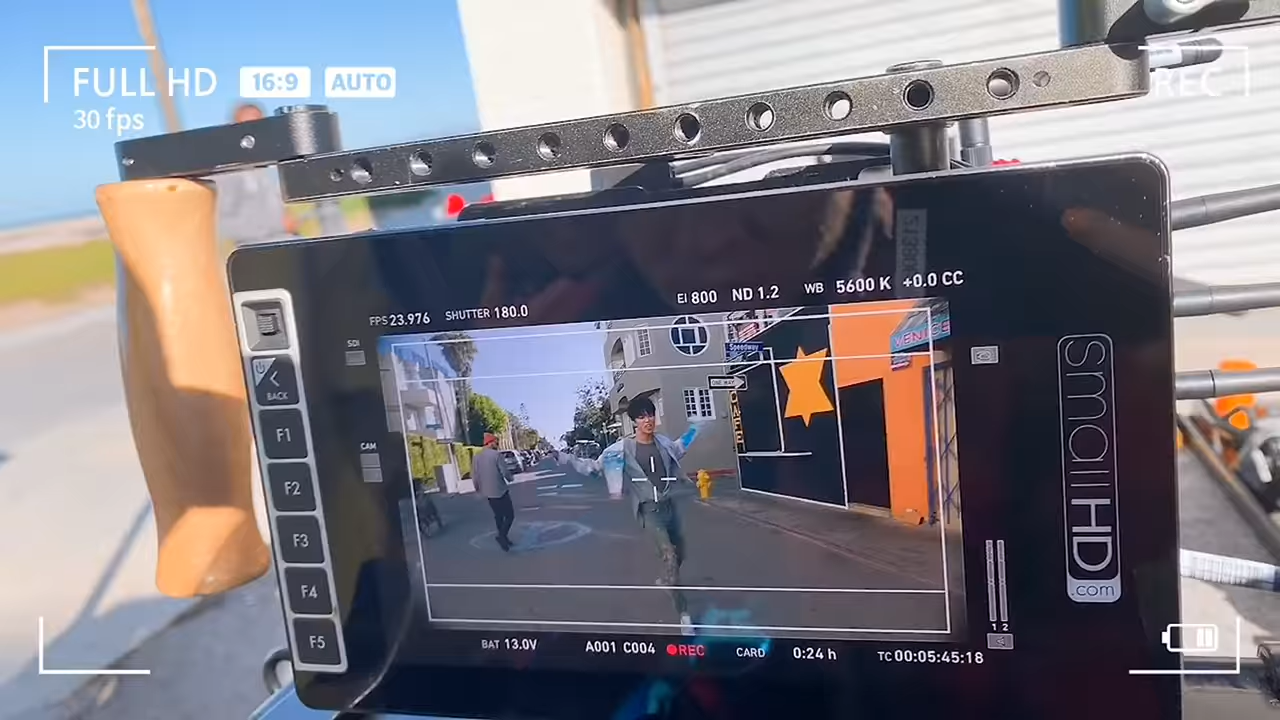 FULL HD 16:9 AUTO
REC
30 fps
EI 800 ND 1.2 WB 5600 K +0.0 CC
FPS 23.976 SHUTTER 180.0
SDI
BACK
CAM
F1
F2
F3
F4
F5
Speedway
ONE WAY
VENICE
smallHD
.com
1 2
BAT 13.0V A001 C004 REC CARD 0:24 h TC 00:05:45:18